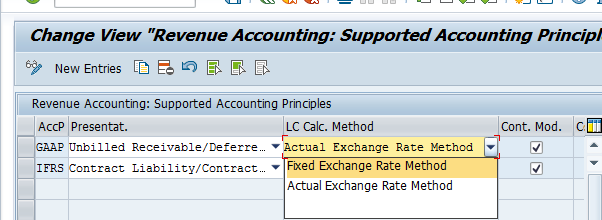 Change View "Revenue Accounting: Supported Accounting Principl
New Entries
Revenue Accounting: Supported Accounting Principles
AccP Presentat. LC Calc. Method Cont. Mod. C
GAAP Unbilled Receivable/Deferre… Actual Exchange Rate Method
IFRS Contract Liability/Contract… Fixed Exchange Rate Method
Actual Exchange Rate Method